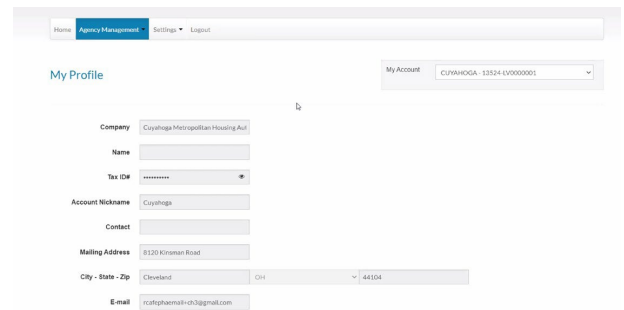 Home Agency Management Settings Logout
My Profile
My Account CUYAHOGA - 13524-LV0000001
Company Cuyahoga Metropolitan Housing Aut
Name
Tax ID# ••••••••••
Account Nickname Cuyahoga
Contact
Mailing Address 8120 Kinsman Road
City - State - Zip Cleveland OH 44104
E-mail rcafephaemail+ch3@gmail.com